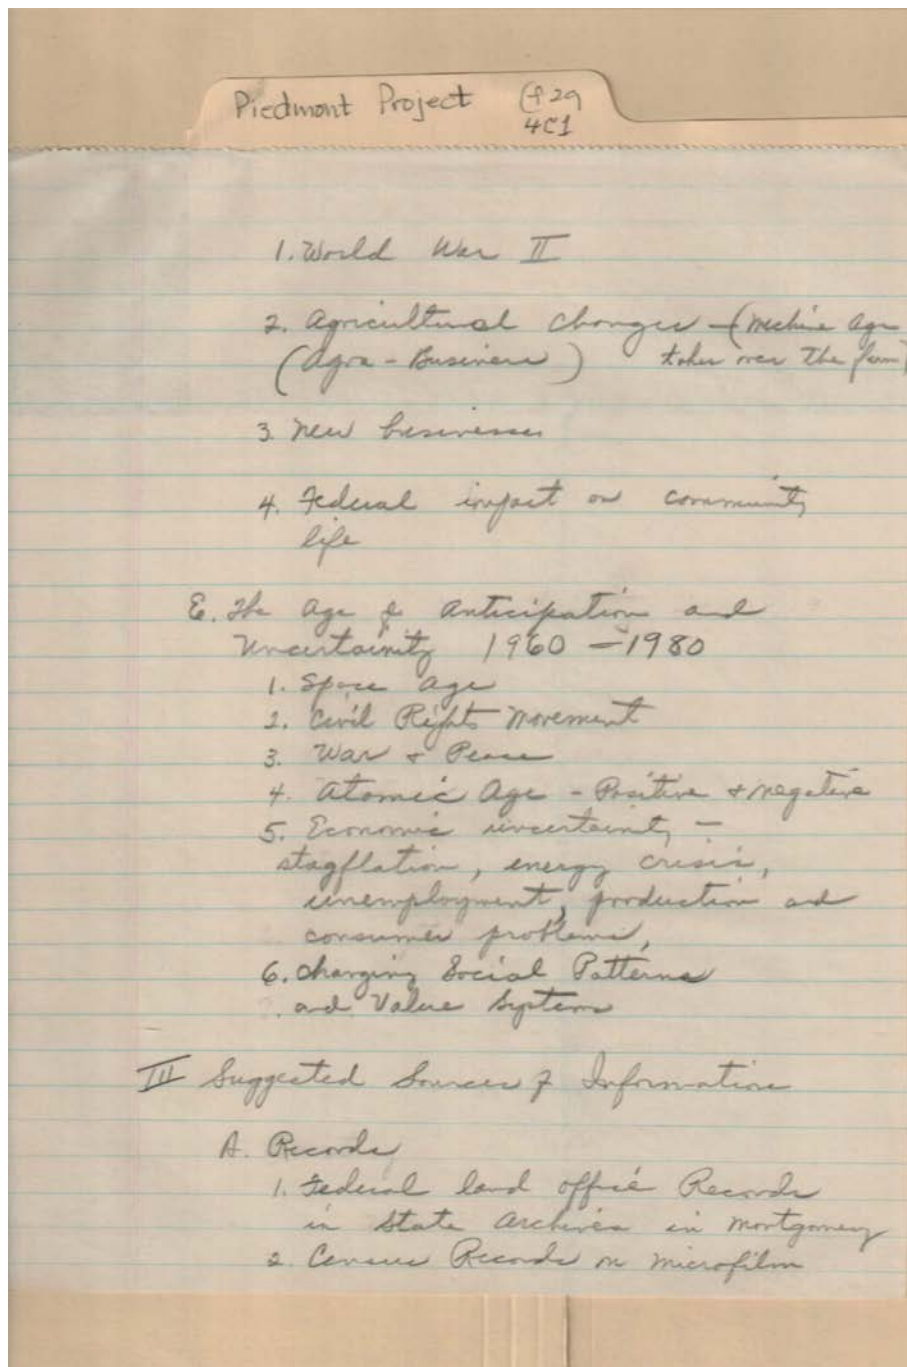 Piedmont Project (f29
4C1
1. World War II
2. Agricultural Changes - (Machine Age
(Agra-Business) takes over the farm)
3. New businesses
4. Federal impact on community
life
E. The Age of Anticipation and
Uncertainity 1960 - 1980
1. Space Age
2. Civil Rights Movement
3. War + Peace
4. Atomic Age - Positive + negative
5. Economic uncertainity -
stagflation, energy crisis,
unemployment, production and
consumer problems,
6. Changing Social Patterns
and Value Systems
III Suggested Sources of Information
A. Records
1. Federal land office Records
in State Archives in Montgomery
2. Census Records on microfilm